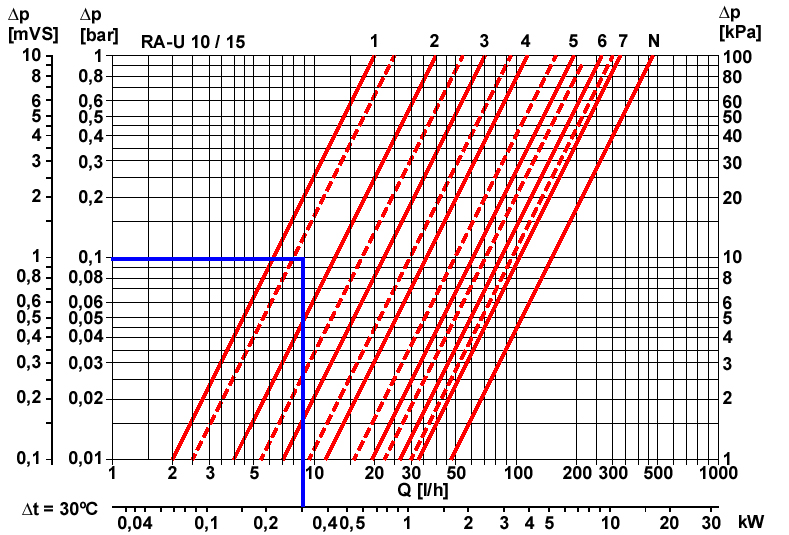 Δp Δp Δp
[mVS] [bar] RA-U 10 / 15 1 2 3 4 5 6 7 N [kPa]
10 1 100
8 0,8 80
6 0,6 60
5 0,5 50
4 0,4 40
3 0,3 30
2 0,2 20
1 0,1 10
0,8 0,08 8
0,6 0,06 6
0,5 0,05 5
0,4 0,04 4
0,3 0,03 3
0,2 0,02 2
0,1 0,01 1
1 2 3 5 10 20 30 50 100 200 300 500 1000
Q [l/h]
Δt = 30ºC
0,04 0,1 0,2 0,4 0,5 1 2 3 4 5 10 20 30 kW